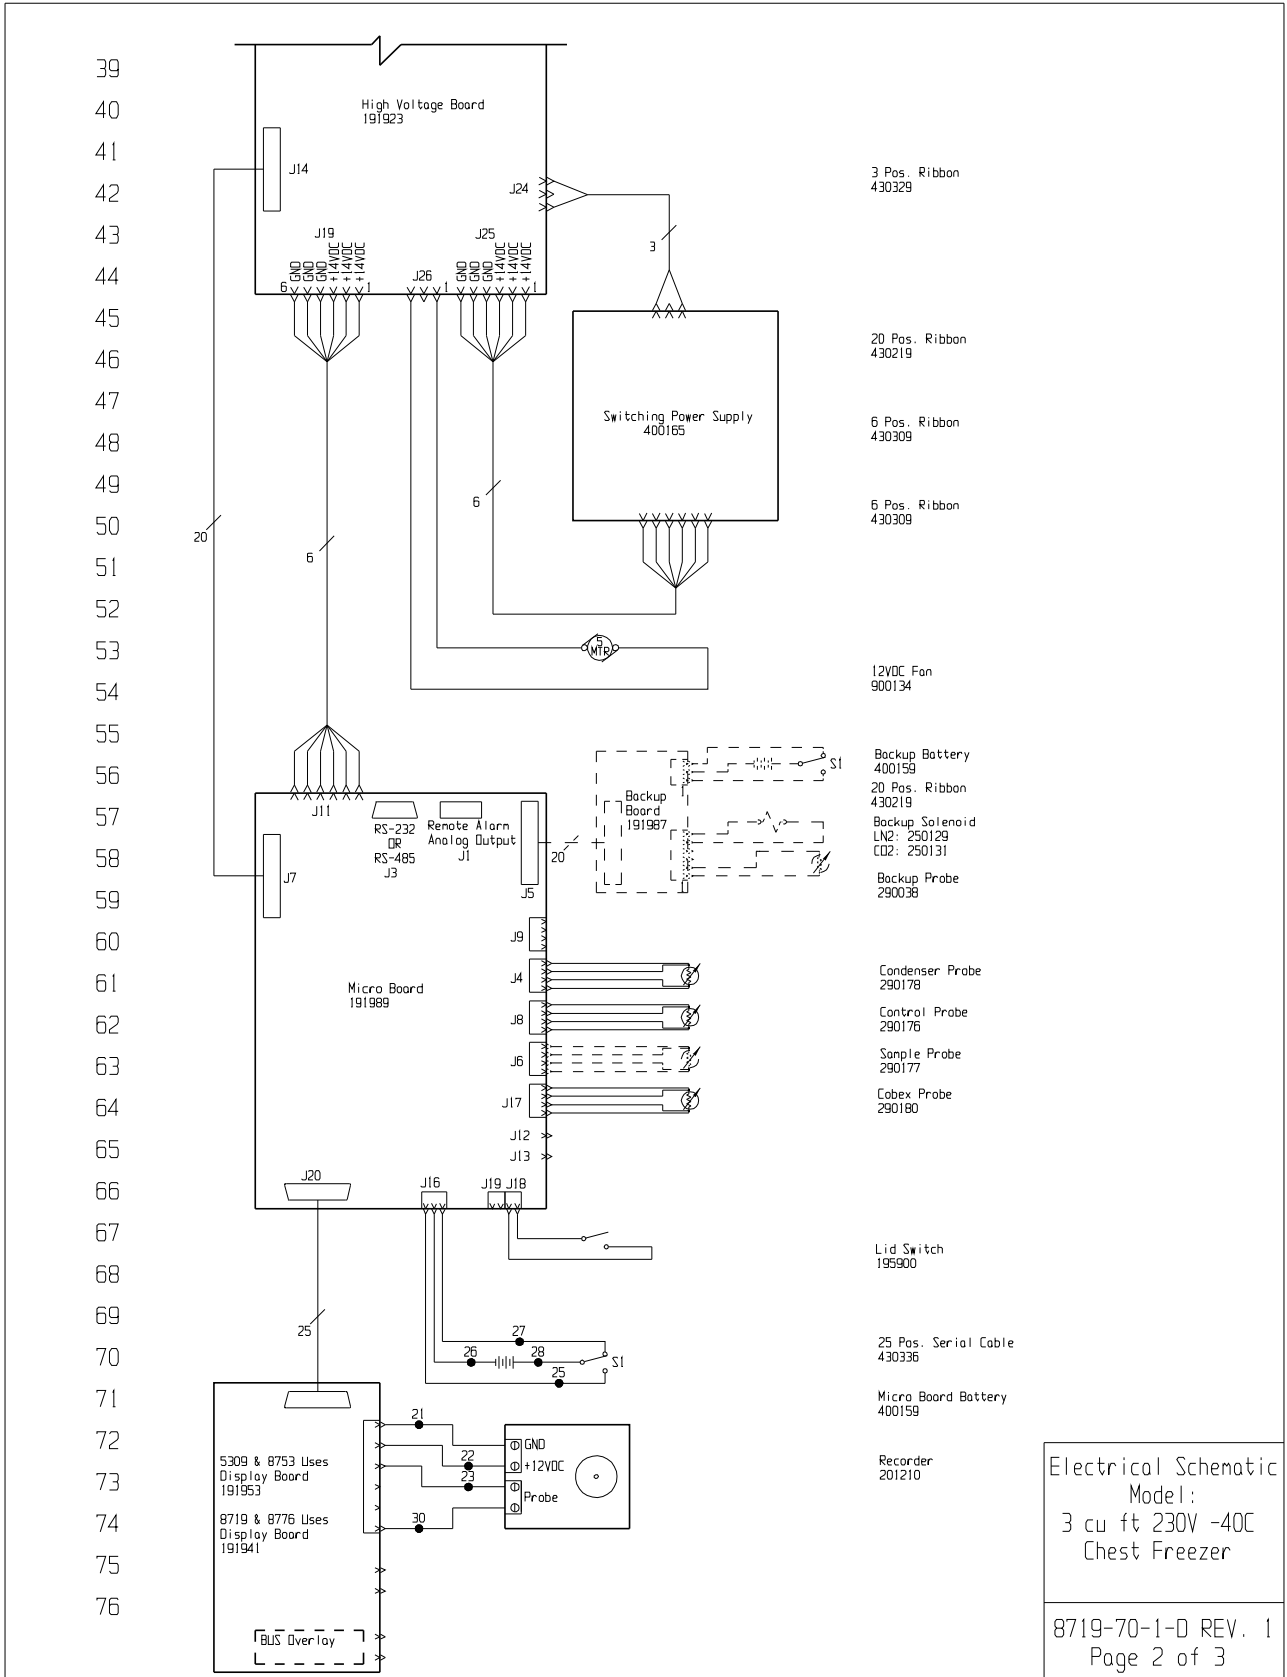 39
40
41
42
43
44
45
46
47
48
49
50
51
52
53
54
55
56
57
58
59
60
61
62
63
64
65
66
67
68
69
70
71
72
73
74
75
76
High Voltage Board
191923
J14
J24
J19
J25
GND
GND
GND
+14VDC
+14VDC
+14VDC
J26
GND
GND
GND
+14VDC
+14VDC
+14VDC
6
1
1
1
3
Switching Power Supply
400165
20
6
6
5
MTR
J11
RS-232
OR
RS-485
J3
Remote Alarm
Analog Output
J1
J5
J7
20
Backup
Board
191987
1
1
S1
J9
J4
J8
J6
J17
J12
J13
Micro Board
191989
J20
J16
J19
J18
25
27
26
28
25
S1
21
22
23
30
GND
+12VDC
Probe
5309 & 8753 Uses
Display Board
191953
8719 & 8776 Uses
Display Board
191941
BUS Overlay
3 Pos. Ribbon
430329
20 Pos. Ribbon
430219
6 Pos. Ribbon
430309
6 Pos. Ribbon
430309
12VDC Fan
900134
Backup Battery
400159
20 Pos. Ribbon
430219
Backup Solenoid
LN2: 250129
CO2: 250131
Backup Probe
290038
Condenser Probe
290178
Control Probe
290176
Sample Probe
290177
Cobex Probe
290180
Lid Switch
195900
25 Pos. Serial Cable
430336
Micro Board Battery
400159
Recorder
201210
Electrical Schematic
Model:
3 cu ft 230V -40C
Chest Freezer
8719-70-1-D REV. 1
Page 2 of 3